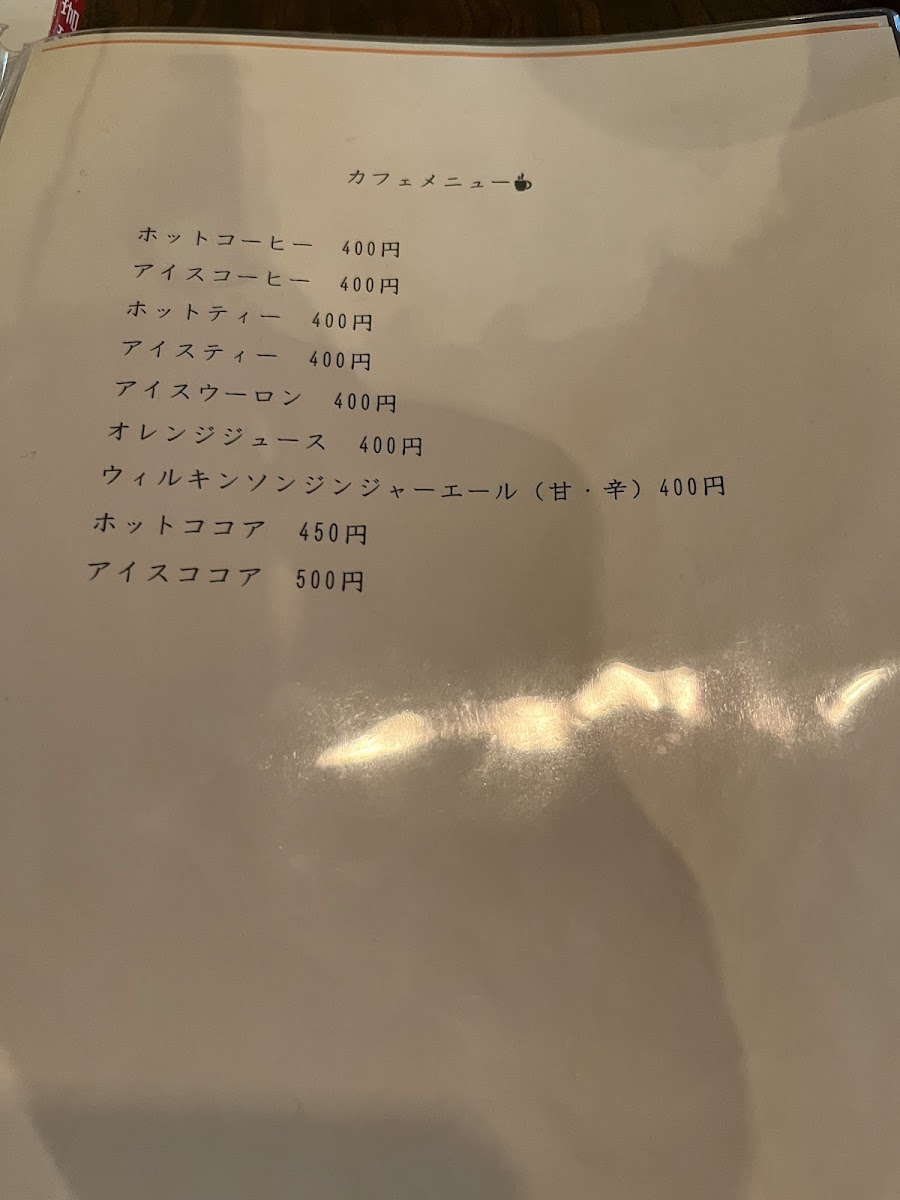 カフェメニュー☕
ホットコーヒー　400円
アイスコーヒー　400円
ホットティー　400円
アイスティー　400円
アイスウーロン　400円
オレンジジュース　400円
ウィルキンソンジンジャーエール（甘・辛）400円
ホットココア　450円
アイスココア　500円